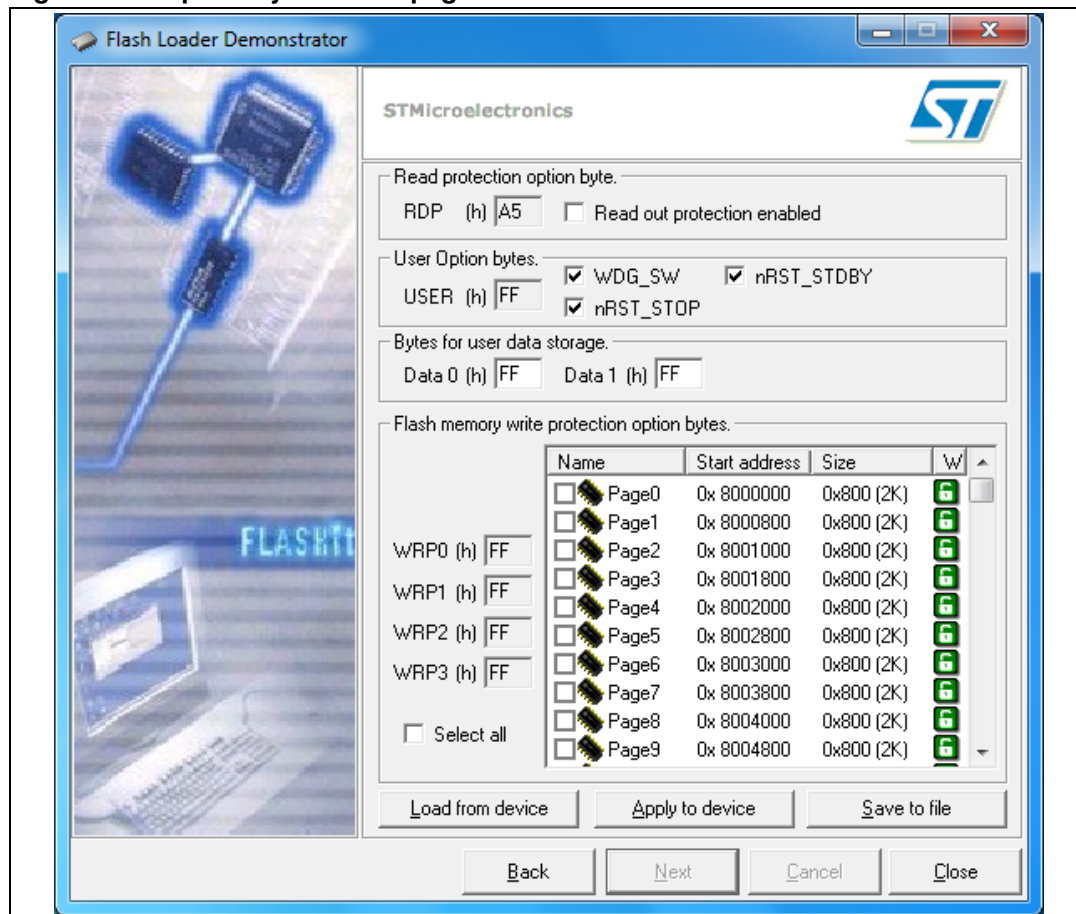 Flash Loader Demonstrator
STMicroelectronics
ST
Read protection option byte.
RDP (h) A5 Read out protection enabled
User Option bytes.
WDG_SW nRST_STDBY
USER (h) FF
nRST_STOP
Bytes for user data storage.
Data 0 (h) FF Data 1 (h) FF
Flash memory write protection option bytes.
Name Start address Size W
Page0 0x 8000000 0x800 (2K)
Page1 0x 8000800 0x800 (2K)
Page2 0x 8001000 0x800 (2K)
Page3 0x 8001800 0x800 (2K)
Page4 0x 8002000 0x800 (2K)
Page5 0x 8002800 0x800 (2K)
Page6 0x 8003000 0x800 (2K)
Page7 0x 8003800 0x800 (2K)
Page8 0x 8004000 0x800 (2K)
Page9 0x 8004800 0x800 (2K)
WRP0 (h) FF
WRP1 (h) FF
WRP2 (h) FF
WRP3 (h) FF
Select all
FLASHit
Load from device Apply to device Save to file
Back Next Cancel Close